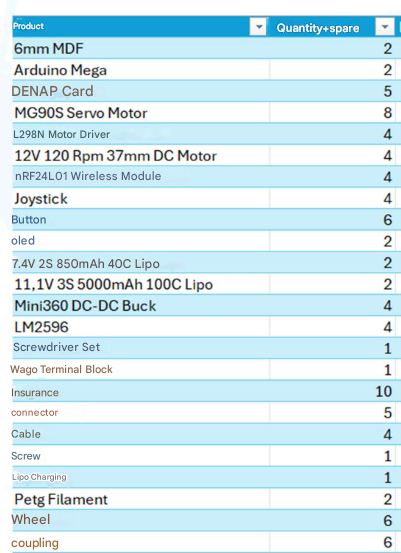 Product Quantity+spare
6mm MDF 2
Arduino Mega 2
DENAP Card 5
MG90S Servo Motor 8
L298N Motor Driver 4
12V 120 Rpm 37mm DC Motor 4
nRF24L01 Wireless Module 4
Joystick 4
Button 6
oled 2
7.4V 2S 850mAh 40C Lipo 2
11,1V 3S 5000mAh 100C Lipo 2
Mini360 DC-DC Buck 4
LM2596 4
Screwdriver Set 1
Wago Terminal Block 1
Insurance 10
connector 5
Cable 4
Screw 1
Lipo Charging 1
Petg Filament 2
Wheel 6
coupling 6